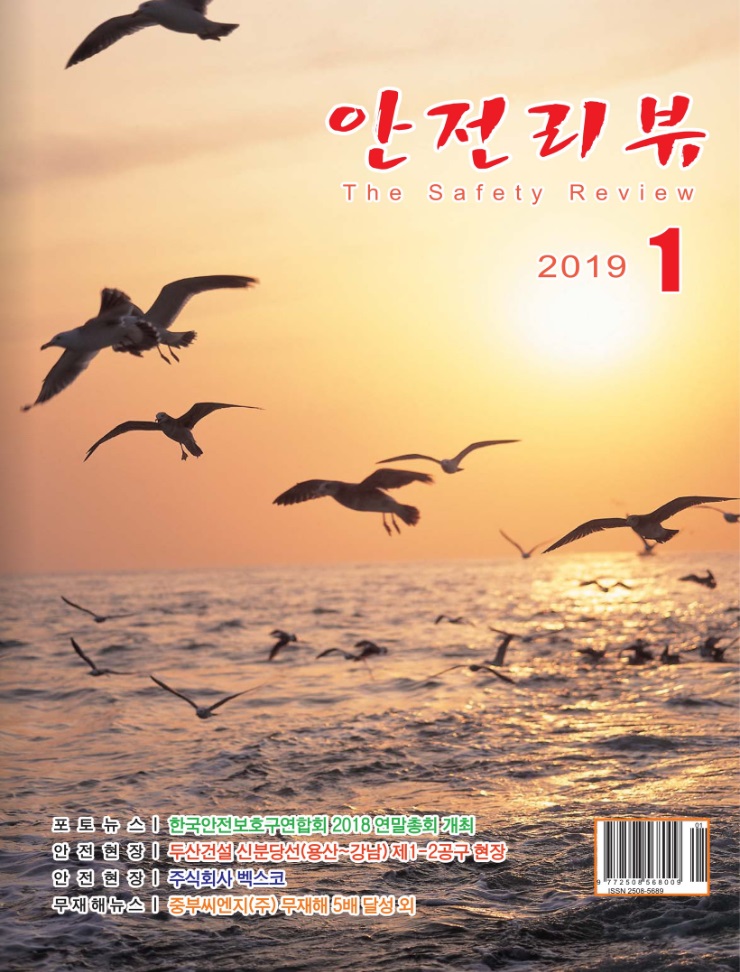 안전리뷰
The Safety Review
2019 1
포토뉴스 | 한국안전보호구연합회 2018 연말총회 개최
안전현장 | 두산건설 신분당선(용산~강남) 제1-2공구 현장
안전현장 | 주식회사 벡스코
무재해뉴스 | 중부씨엔지(주) 무재해 5배 달성 외
01
9 772508 568009
ISSN 2508-5689